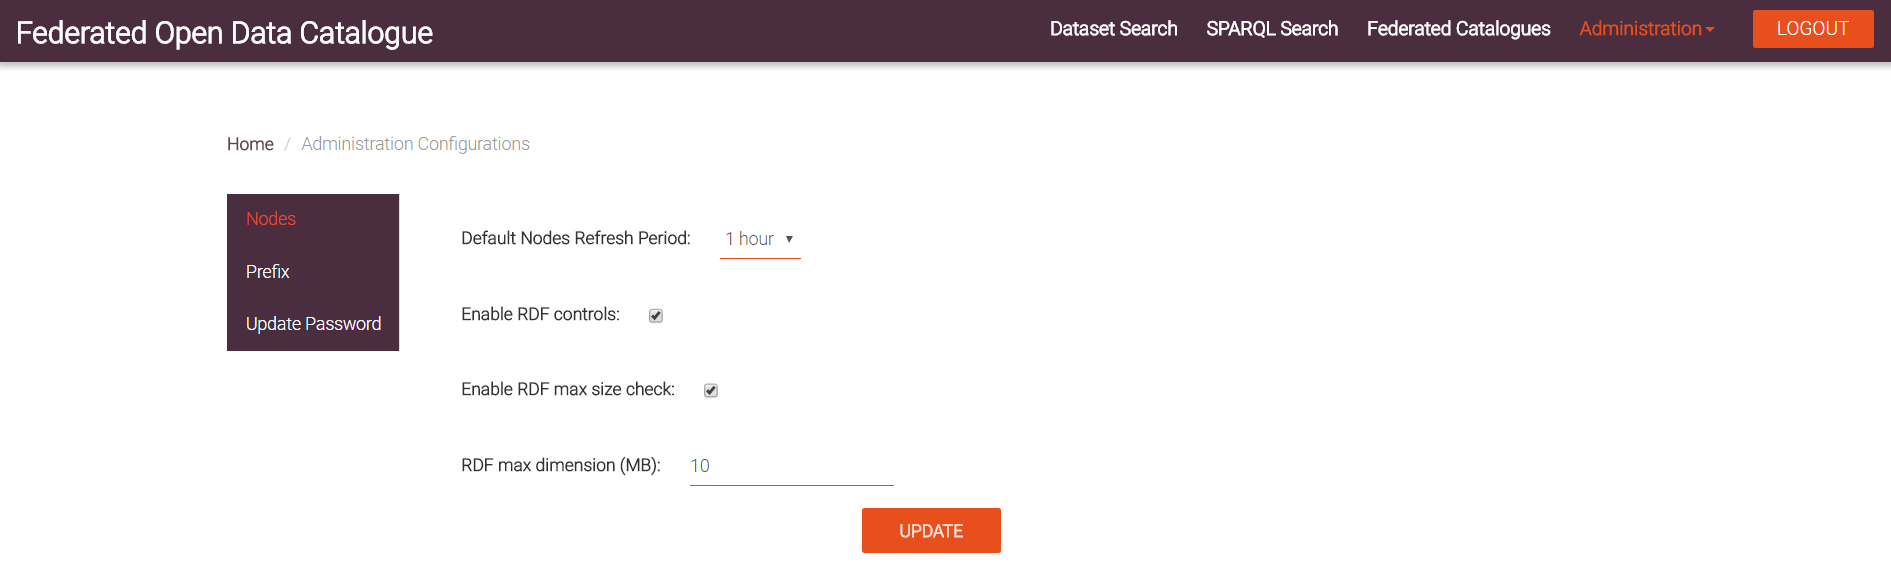 Federated Open Data Catalogue
Dataset Search SPARQL Search Federated Catalogues Administration LOGOUT
Home / Administration Configurations
Nodes
Prefix
Update Password
Default Nodes Refresh Period: 1 hour
Enable RDF controls:
Enable RDF max size check:
RDF max dimension (MB): 10
UPDATE